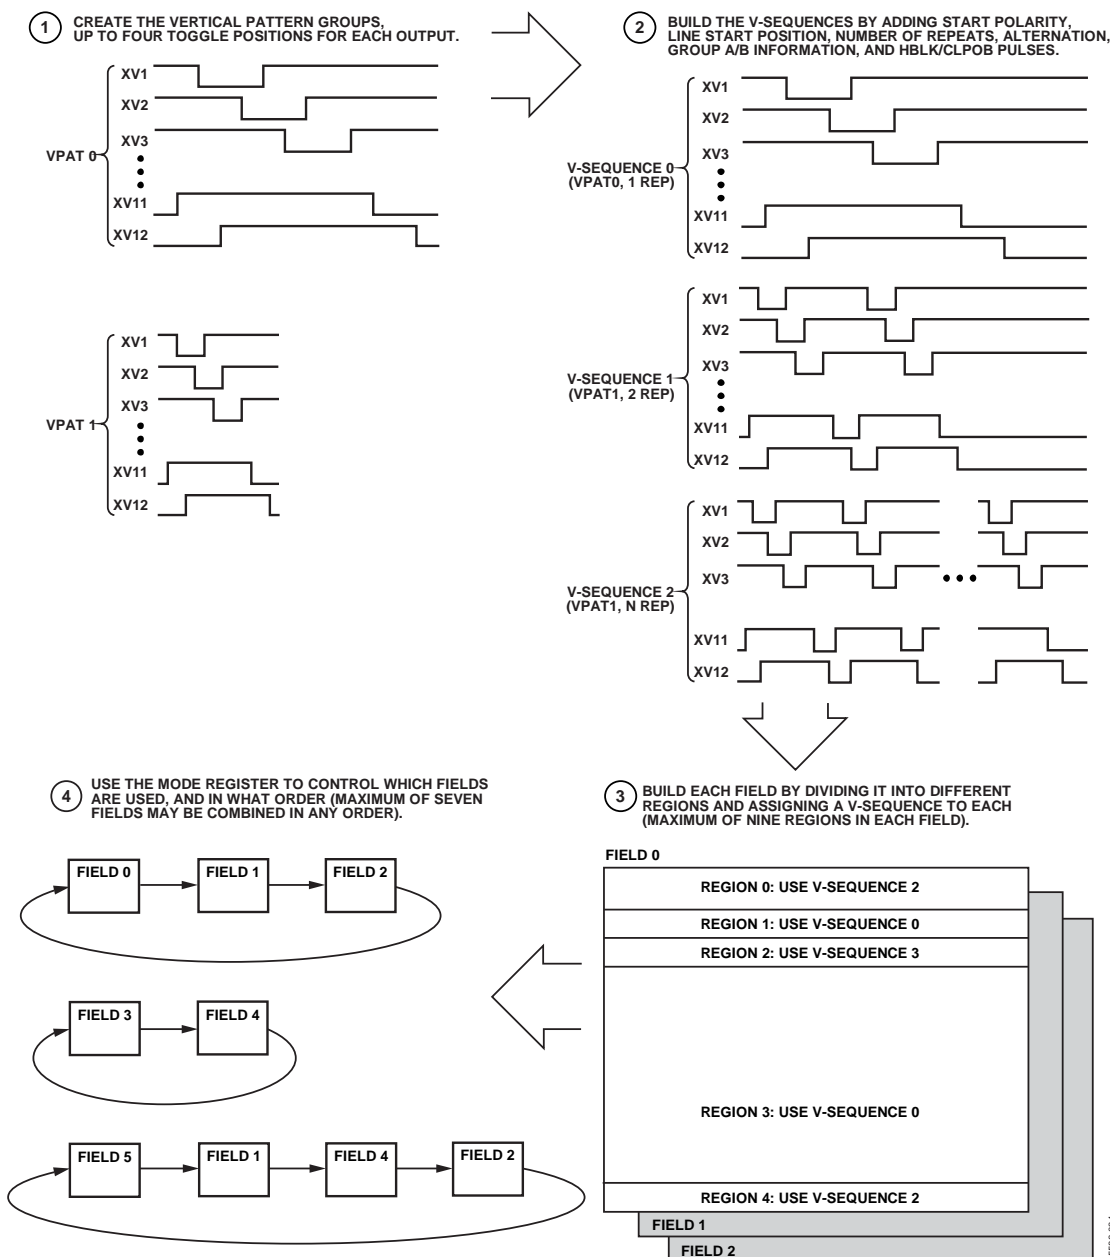 1
CREATE THE VERTICAL PATTERN GROUPS,
UP TO FOUR TOGGLE POSITIONS FOR EACH OUTPUT.
VPAT 0
XV1
XV2
XV3
XV11
XV12
VPAT 1
XV1
XV2
XV3
XV11
XV12
2
BUILD THE V-SEQUENCES BY ADDING START POLARITY,
LINE START POSITION, NUMBER OF REPEATS, ALTERNATION,
GROUP A/B INFORMATION, AND HBLK/CLPOB PULSES.
V-SEQUENCE 0
(VPAT0, 1 REP)
XV1
XV2
XV3
XV11
XV12
V-SEQUENCE 1
(VPAT1, 2 REP)
XV1
XV2
XV3
XV11
XV12
V-SEQUENCE 2
(VPAT1, N REP)
XV1
XV2
XV3
XV11
XV12
3
BUILD EACH FIELD BY DIVIDING IT INTO DIFFERENT
REGIONS AND ASSIGNING A V-SEQUENCE TO EACH
(MAXIMUM OF NINE REGIONS IN EACH FIELD).
FIELD 0
REGION 0: USE V-SEQUENCE 2
REGION 1: USE V-SEQUENCE 0
REGION 2: USE V-SEQUENCE 3
REGION 3: USE V-SEQUENCE 0
REGION 4: USE V-SEQUENCE 2
FIELD 1
FIELD 2
4
USE THE MODE REGISTER TO CONTROL WHICH FIELDS
ARE USED, AND IN WHAT ORDER (MAXIMUM OF SEVEN
FIELDS MAY BE COMBINED IN ANY ORDER).
FIELD 0
FIELD 1
FIELD 2
FIELD 3
FIELD 4
FIELD 5
FIELD 1
FIELD 4
FIELD 2